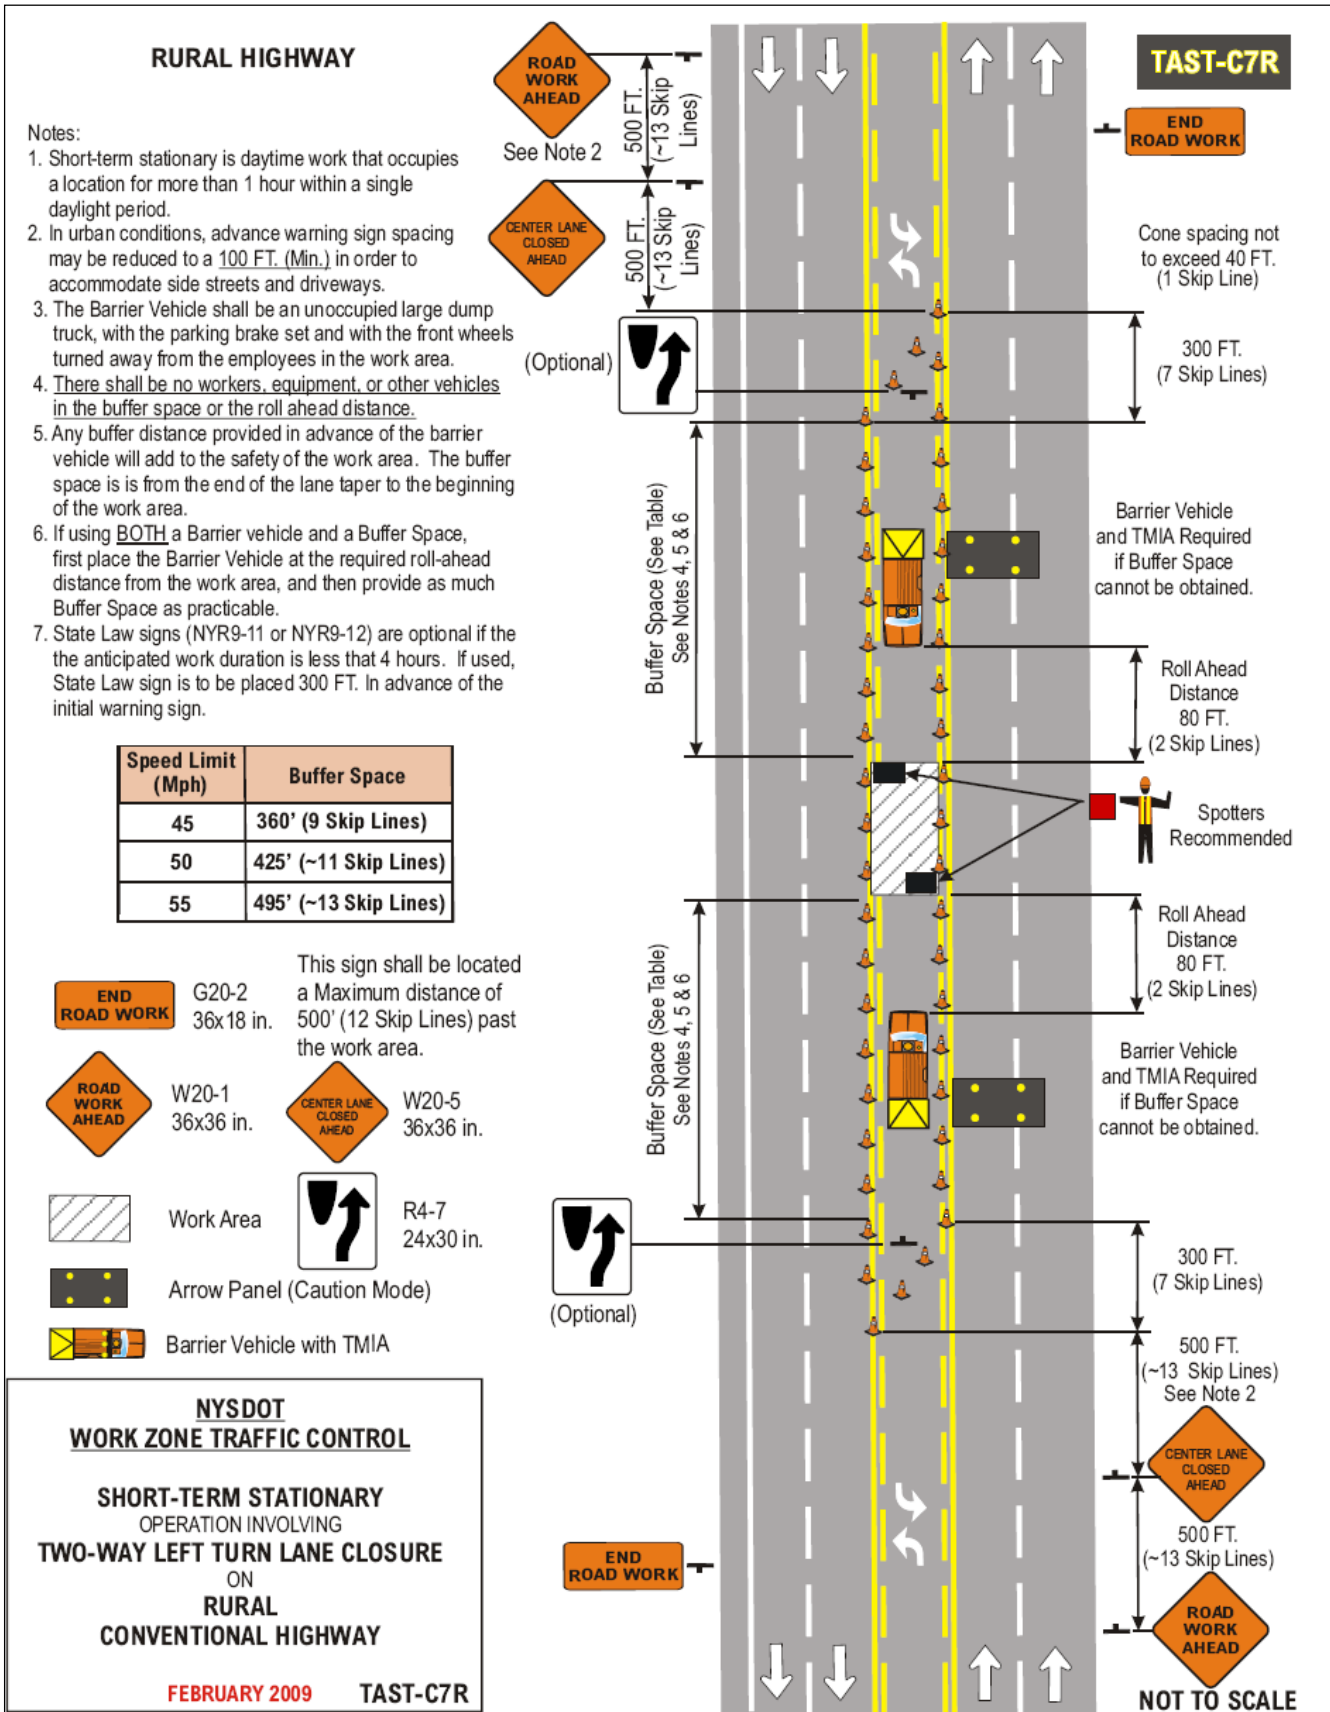 RURAL HIGHWAY
Notes:
1. Short-term stationary is daytime work that occupies
a location for more than 1 hour within a single
daylight period.
2. In urban conditions, advance warning sign spacing
may be reduced to a 100 FT. (Min.) in order to
accommodate side streets and driveways.
3. The Barrier Vehicle shall be an unoccupied large dump
truck, with the parking brake set and with the front wheels
turned away from the employees in the work area.
4. There shall be no workers, equipment, or other vehicles
in the buffer space or the roll ahead distance.
5. Any buffer distance provided in advance of the barrier
vehicle will add to the safety of the work area. The buffer
space is is from the end of the lane taper to the beginning
of the work area.
6. If using BOTH a Barrier vehicle and a Buffer Space,
first place the Barrier Vehicle at the required roll-ahead
distance from the work area, and then provide as much
Buffer Space as practicable.
7. State Law signs (NYR9-11 or NYR9-12) are optional if the
the anticipated work duration is less that 4 hours. If used,
State Law sign is to be placed 300 FT. In advance of the
initial warning sign.
Speed Limit
(Mph)
Buffer Space
45
360' (9 Skip Lines)
50
425' (~11 Skip Lines)
55
495' (~13 Skip Lines)
END
ROAD WORK
G20-2
36x18 in.
This sign shall be located
a Maximum distance of
500' (12 Skip Lines) past
the work area.
ROAD
WORK
AHEAD
W20-1
36x36 in.
CENTER LANE
CLOSED
AHEAD
W20-5
36x36 in.
Work Area
R4-7
24x30 in.
Arrow Panel (Caution Mode)
Barrier Vehicle with TMIA
NYSDOT
WORK ZONE TRAFFIC CONTROL
SHORT-TERM STATIONARY
OPERATION INVOLVING
TWO-WAY LEFT TURN LANE CLOSURE
ON
RURAL
CONVENTIONAL HIGHWAY
FEBRUARY 2009
TAST-C7R
ROAD
WORK
AHEAD
See Note 2
500 FT.
(~13 Skip
Lines)
CENTER LANE
CLOSED
AHEAD
500 FT.
(~13 Skip
Lines)
(Optional)
Buffer Space (See Table)
See Notes 4, 5 & 6
Buffer Space (See Table)
See Notes 4, 5 & 6
(Optional)
END
ROAD WORK
TAST-C7R
END
ROAD WORK
Cone spacing not
to exceed 40 FT.
(1 Skip Line)
300 FT.
(7 Skip Lines)
Barrier Vehicle
and TMIA Required
if Buffer Space
cannot be obtained.
Roll Ahead
Distance
80 FT.
(2 Skip Lines)
Spotters
Recommended
Roll Ahead
Distance
80 FT.
(2 Skip Lines)
Barrier Vehicle
and TMIA Required
if Buffer Space
cannot be obtained.
300 FT.
(7 Skip Lines)
500 FT.
(~13 Skip Lines)
See Note 2
CENTER LANE
CLOSED
AHEAD
500 FT.
(~13 Skip Lines)
ROAD
WORK
AHEAD
NOT TO SCALE